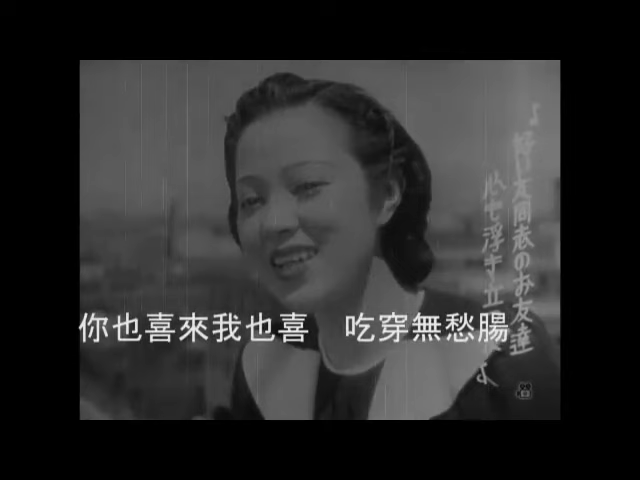 同志のお友達
心も浮き立 よ
你也喜來我也喜　吃穿無愁腸